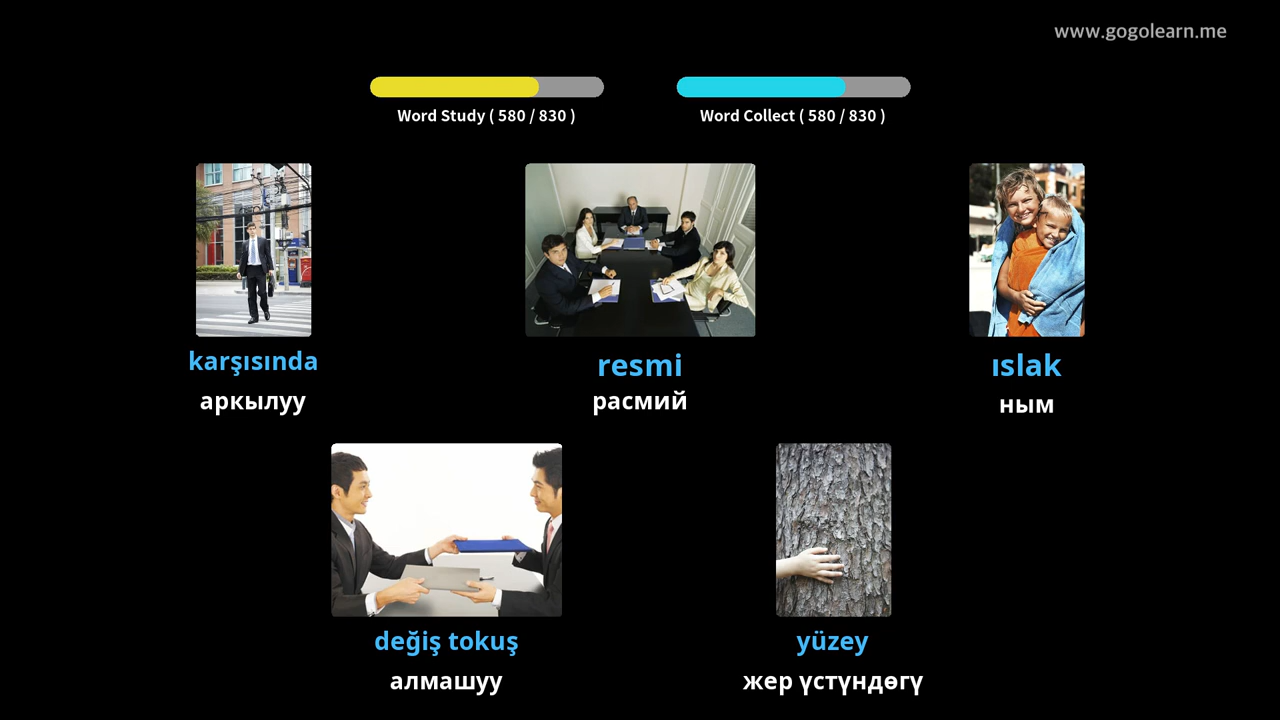 www.gogolearn.me
Word Study ( 580 / 830 )
Word Collect ( 580 / 830 )
karşısında
аркылуу
resmi
расмий
ıslak
ным
değiş tokuş
алмашуу
yüzey
жер үстүндөгү